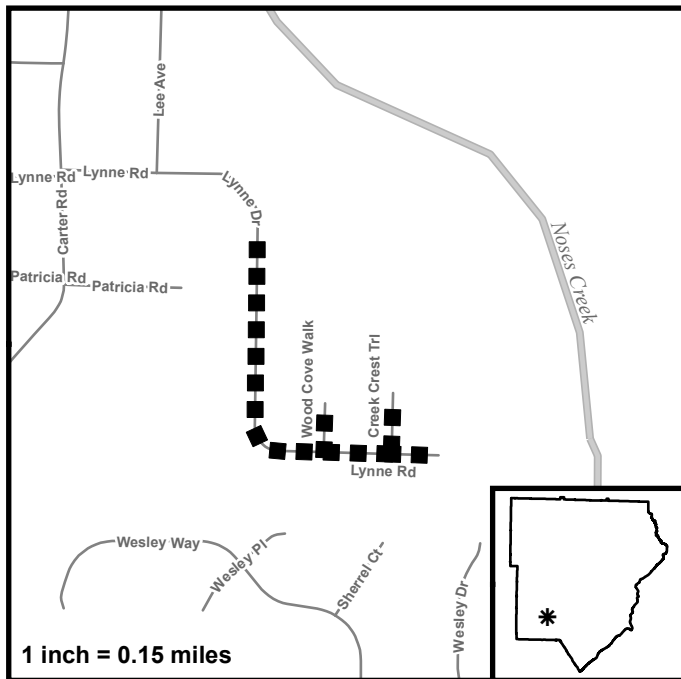 Lee Ave
Lynne Rd
Lynne Rd
Lynne Dr
Carter Rd
Noses Creek
Patricia Rd
Patricia Rd
Wood Cove Walk
Creek Crest Trl
Lynne Rd
Wesley Way
Wesley Pl
Sherrel Ct
Wesley Dr
1 inch = 0.15 miles